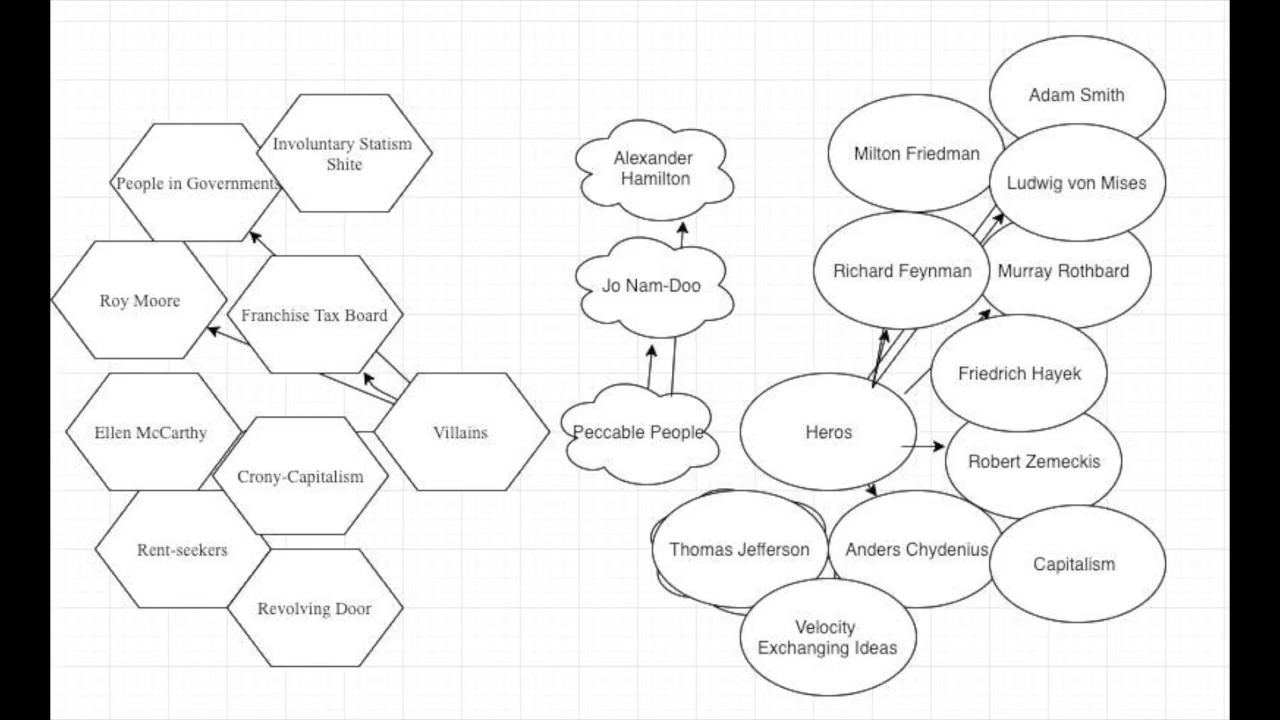 Involuntary Statism
Shite
People in Governments
Roy Moore
Franchise Tax Board
Ellen McCarthy
Villains
Crony-Capitalism
Rent-seekers
Revolving Door
Alexander
Hamilton
Jo Nam-Doo
Peccable People
Adam Smith
Milton Friedman
Ludwig von Mises
Richard Feynman
Murray Rothbard
Friedrich Hayek
Heros
Robert Zemeckis
Thomas Jefferson
Anders Chydenius
Capitalism
Velocity
Exchanging Ideas